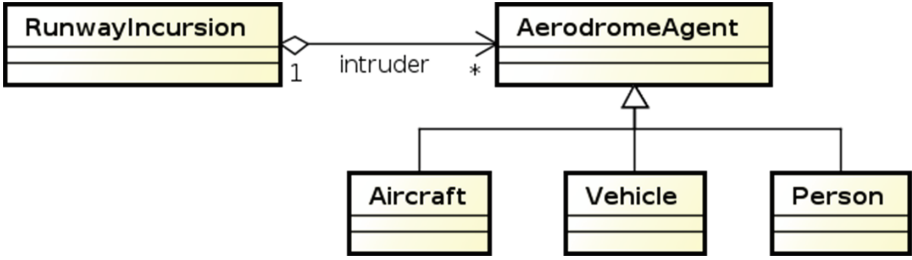 RunwayIncursion
AerodromeAgent
1
intruder
*
Aircraft
Vehicle
Person